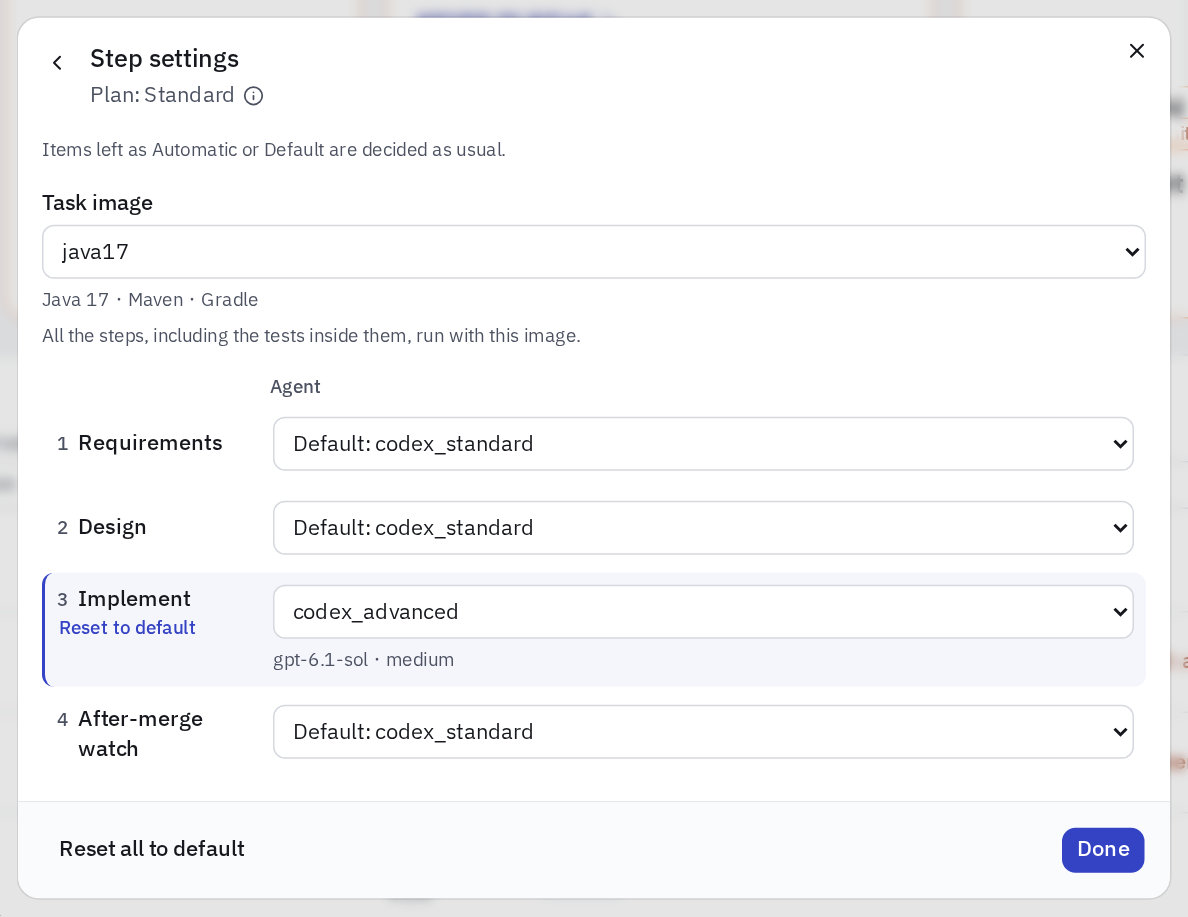 Step settings
Plan: Standard
Items left as Automatic or Default are decided as usual.
Task image
java17
Java 17 · Maven · Gradle
All the steps, including the tests inside them, run with this image.
Agent
1 Requirements
Default: codex_standard
2 Design
Default: codex_standard
3 Implement
Reset to default
codex_advanced
gpt-6.1-sol · medium
4 After-merge
watch
Default: codex_standard
Reset all to default
Done